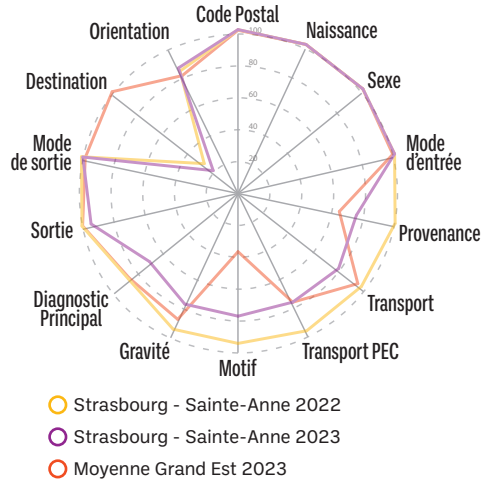 Code Postal
Orientation
Naissance
100
80
60
40
20
Destination
Sexe
Mode
de sortie
Mode
d'entrée
Sortie
Provenance
Diagnostic
Principal
Transport
Gravité
Transport PEC
Motif
Strasbourg - Sainte-Anne 2022
Strasbourg - Sainte-Anne 2023
Moyenne Grand Est 2023